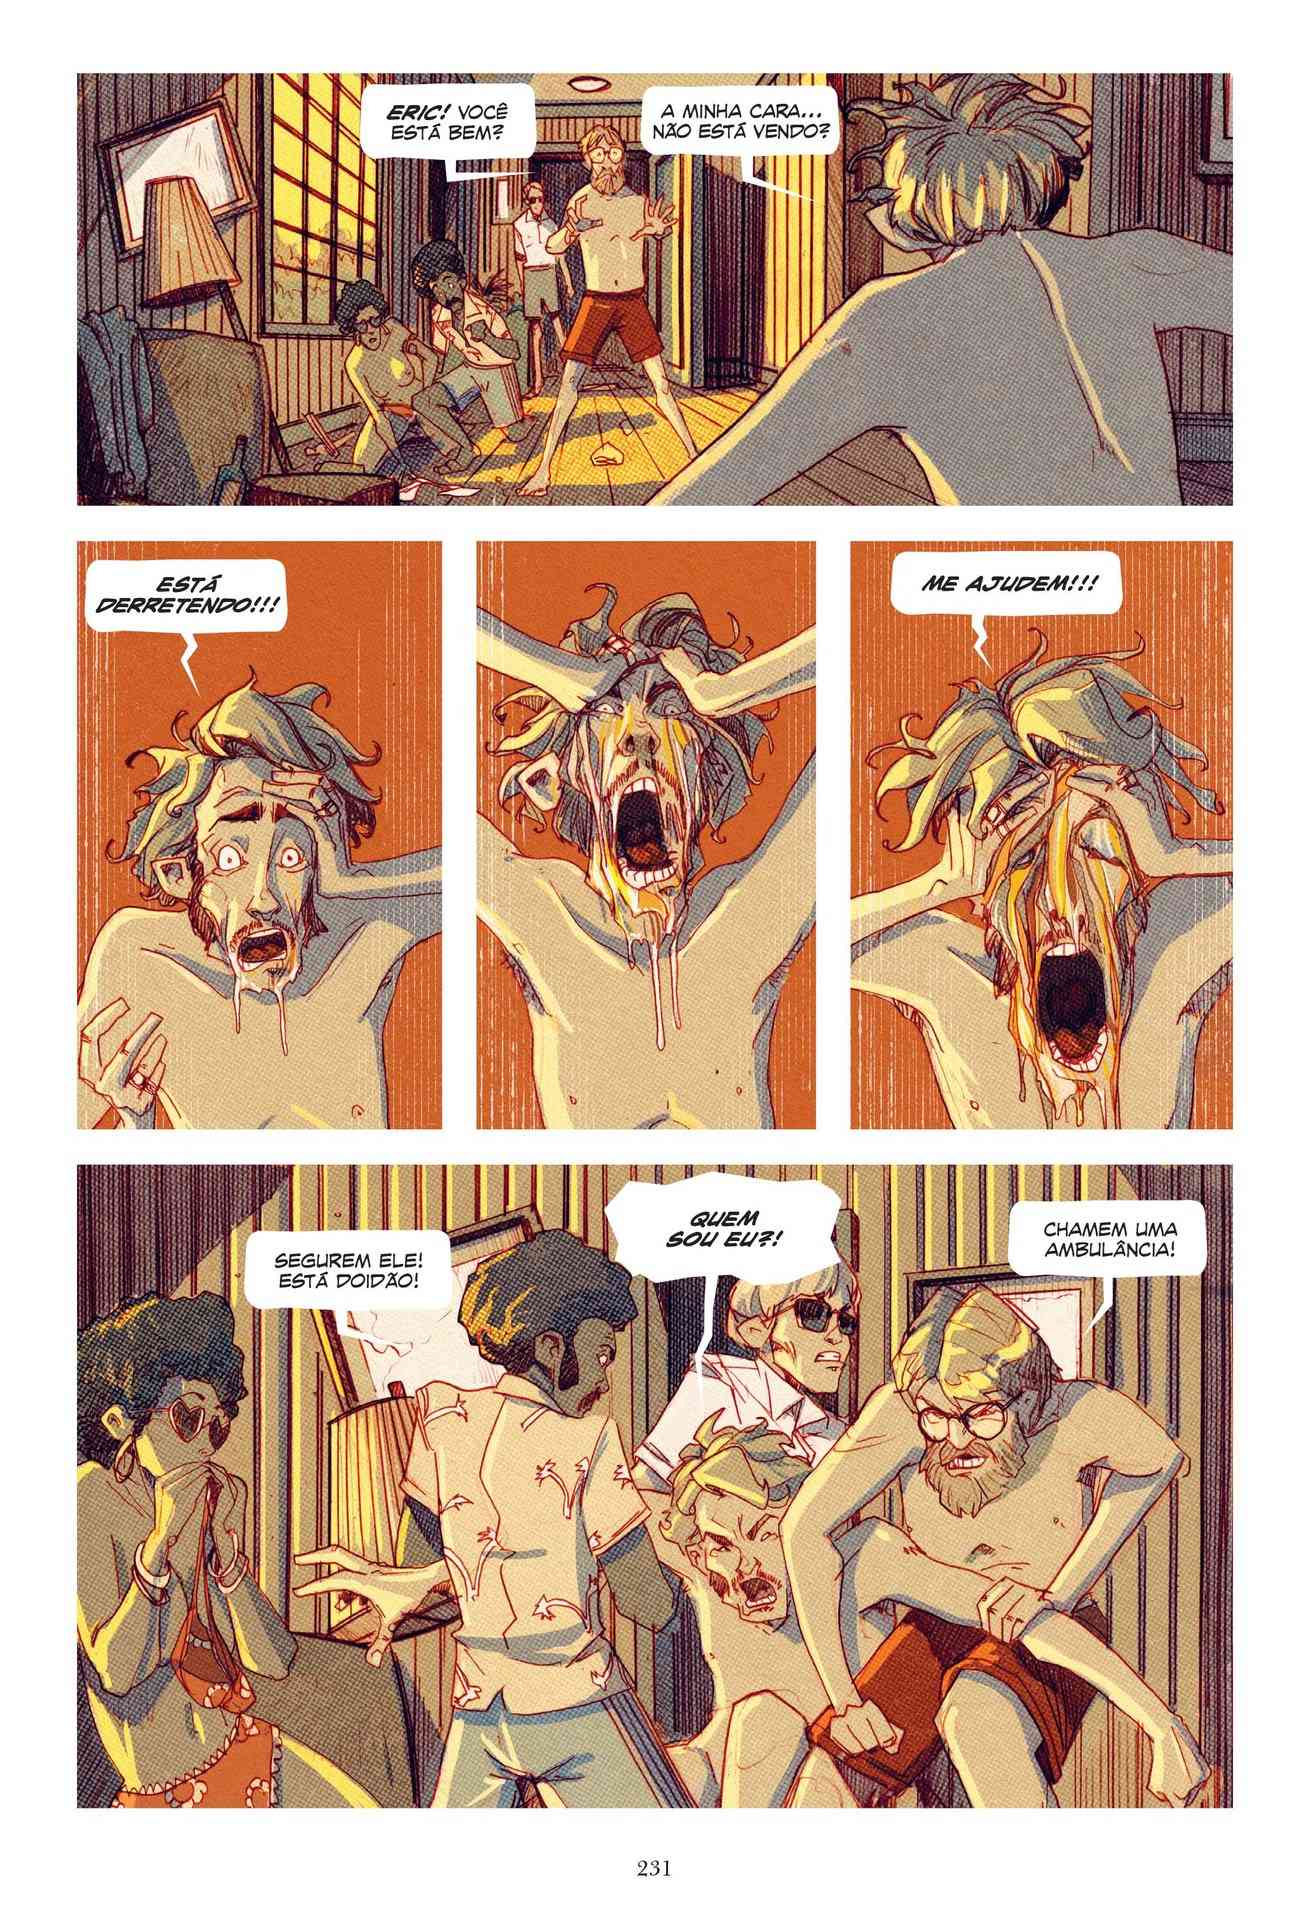 ERIC! VOCÊ
ESTÁ BEM?
A MINHA CARA...
NÃO ESTÁ VENDO?
ESTÁ
DERRETENDO!!!
ME AJUDEM!!!
SEGUREM ELE!
ESTÁ DOIDÃO!
QUEM
SOU EU?!
CHAMEM UMA
AMBULÂNCIA!
231